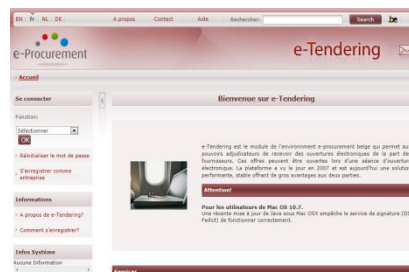 EN FR NL DE A propos Contact Aide Rechercher: Search .be
e-Procurement
e-Tendering
Accueil
Se connecter
Bienvenue sur e-Tendering
Fonction:
Sélectionner
OK
› Réinitialiser le mot de passe
› S'enregistrer comme
entreprise
e-Tendering est le module de l'environnement e-procurement belge qui permet aux
pouvoirs adjudicateurs de recevoir des ouvertures électroniques de la part des
fournisseurs. Ces offres peuvent être ouvertes lors d'une séance d'ouverture
électronique. La plateforme a vu le jour en 2007 et est aujourd'hui une solution
performante, stable offrant de gros avantages aux deux parties.
Attention!
Informations
› A propos de e-Tendering?
› Comment s'enregistrer?
Pour les utilisateurs de Mac OS 10.7.
Une récente mise à jour de Java sous Mac OSX empêche le service de signature
Fedict) de fonctionner correctement.
Infos Système
Aucune Information
Services